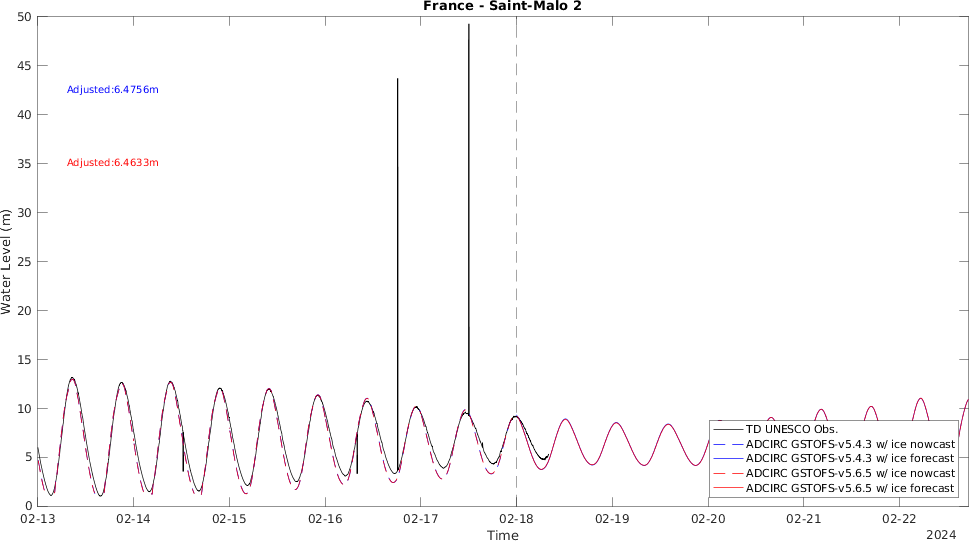 France - Saint-Malo 2
50
45
40
35
30
25
20
15
10
5
0
Water Level (m)
Adjusted:6.4756m
Adjusted:6.4633m
TD UNESCO Obs.
ADCIRC GSTOFS-v5.4.3 w/ ice nowcast
ADCIRC GSTOFS-v5.4.3 w/ ice forecast
ADCIRC GSTOFS-v5.6.5 w/ ice nowcast
ADCIRC GSTOFS-v5.6.5 w/ ice forecast
02-13 02-14 02-15 02-16 02-17 02-18 02-19 02-20 02-21 02-22
Time
2024